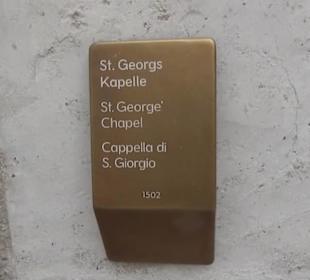 St. Georgs
Kapelle
St. George'
Chapel
Cappella di
S. Giorgio
1502